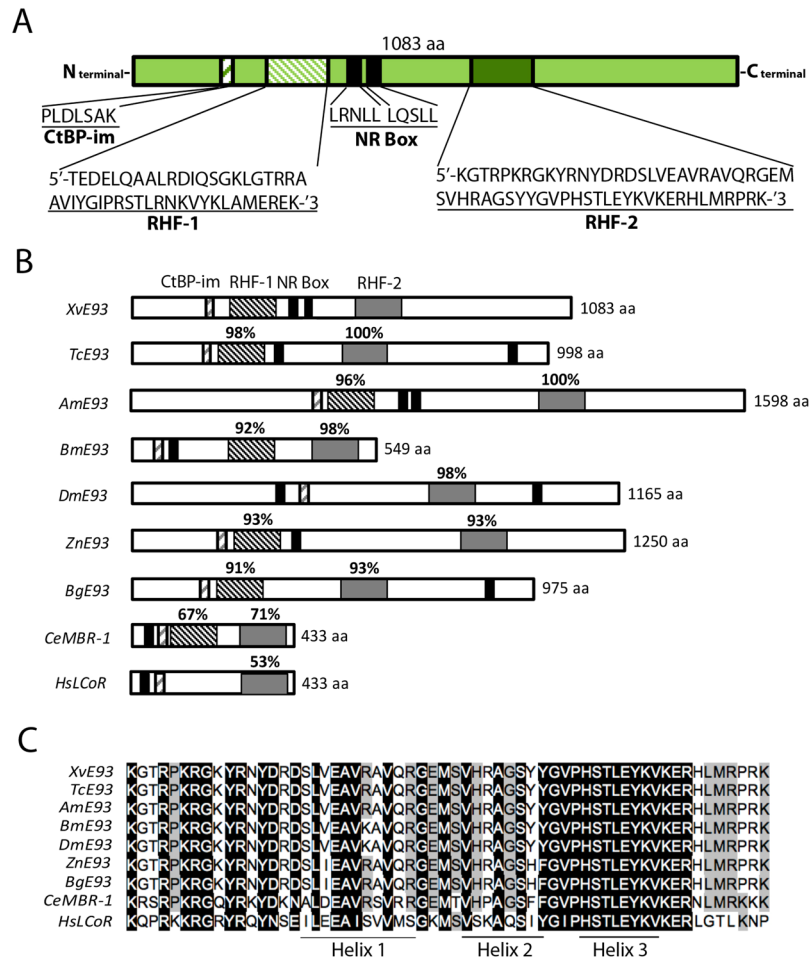 A
1083 aa
N terminal-
-C terminal
PLDLSAK
CtBP-im
LRNLL LQSLL
NR Box
5’-TEDELQAALRDIQSGKLGTRRA
AVIYGIPRSTLRNKVYKLAMEREK-’3
RHF-1
5’-KGTRPKRGKYRNYDRDSLVEAVRAVQRGEM
SVHRAGSYYGVPHSTLEYKVKERHLMRPRK-’3
RHF-2
B
CtBP-im RHF-1 NR Box RHF-2
XvE93 1083 aa
98% 100%
TcE93 998 aa
96% 100%
AmE93 1598 aa
92% 98%
BmE93 549 aa
98%
DmE93 1165 aa
93% 93%
ZnE93 1250 aa
91% 93%
BgE93 975 aa
67% 71%
CeMBR-1 433 aa
53%
HsLCoR 433 aa
C
XvE93 KGTRPKRGKYRNYDRDSLVEAVRAVQRGEMSVHRAGSYYGVPHSTLEYKVKERHLMRPRK
TcE93 KGTRPKRGKYRNYDRDSLVEAVRAVQRGEMSVHRAGSYYGVPHSTLEYKVKERHLMRPRK
AmE93 KGTRPKRGKYRNYDRDSLVEAVRAVQRGEMSVHRAGSYYGVPHSTLEYKVKERHLMRPRK
BmE93 KGTRPKRGKYRNYDRDSLVEAVKAVQRGEMSVHRAGSYYGVPHSTLEYKVKERHLMRPRK
DmE93 KGTRPKRGKYRNYDRDSLVEAVKAVQRGEMSVHRAGSYYGVPHSTLEYKVKERHLMRPRK
ZnE93 KGTRPKRGKYRNYDRDSLIEAVRAVQRGEMSVHRAGSHFGVPHSTLEYKVKERHLMRPRK
BgE93 KGTRPKRGKYRNYDRDSLIEAVRAVQRGEMSVHRAGSYFGVPHSTLEYKVKERHLMRPRK
CeMBR-1 KRSRPKRGQYRKYDKNALDEAVRSVRRGEMTVHRAGSFFGVPHSTLEYKVKERNLMRKKK
HsLCoR KQPRKKRGRYRQYNSEILEEAISVVMSGKMSVSKAQSIYGIPHSTLEYKVKERLGTLKNP
Helix 1 Helix 2 Helix 3